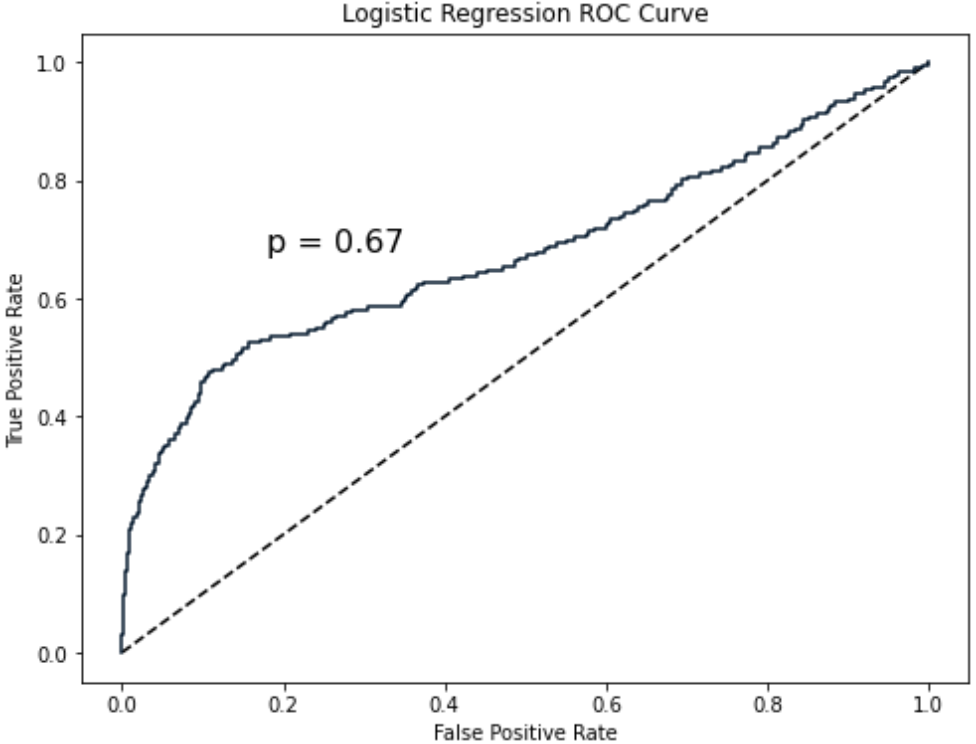 Logistic Regression ROC Curve
1.0
0.8
0.6
0.4
0.2
0.0
True Positive Rate
p = 0.67
0.0 0.2 0.4 0.6 0.8 1.0
False Positive Rate